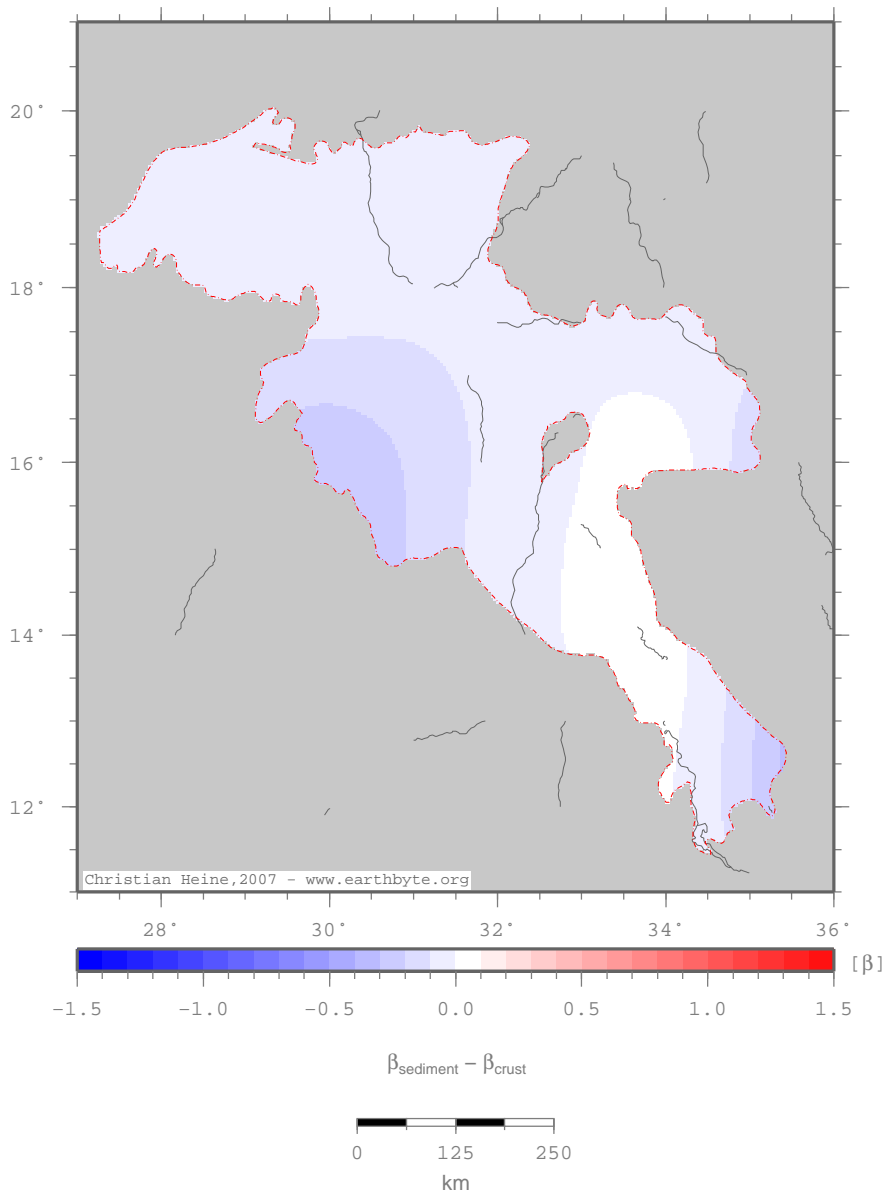 20°
18°
16°
14°
12°
Christian Heine,2007 - www.earthbyte.org
28° 30° 32° 34° 36°
[β]
-1.5 -1.0 -0.5 0.0 0.5 1.0 1.5
βsediment – βcrust
0 125 250
km